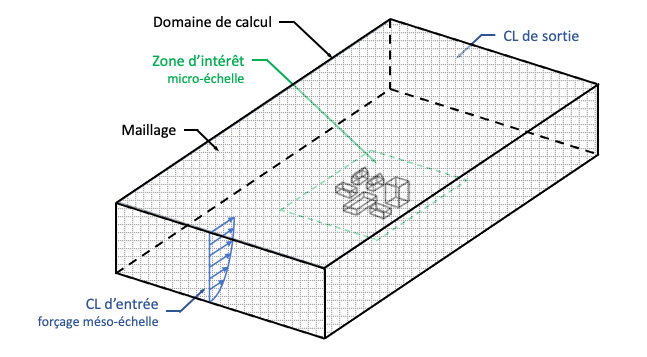 Domaine de calcul
CL de sortie
Zone d’intérêt
micro-échelle
Maillage
CL d’entrée
forçage méso-échelle